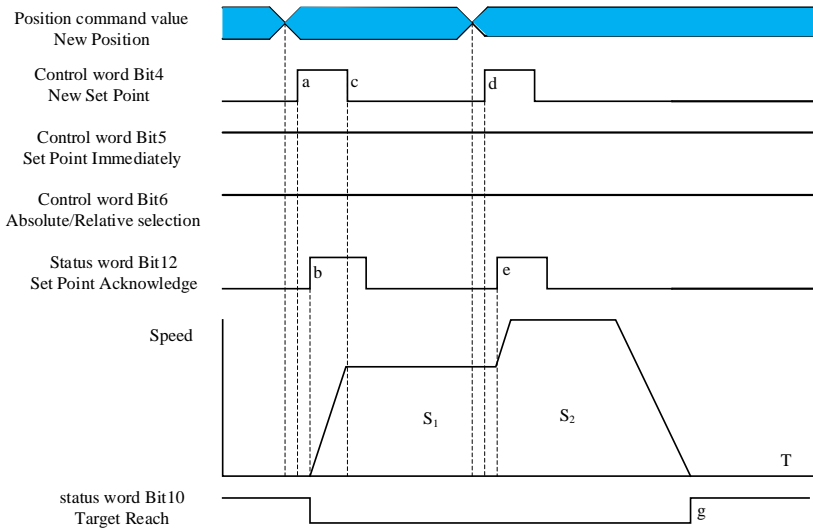 Position command value
New Position
Control word Bit4
New Set Point
a
c
d
Control word Bit5
Set Point Immediately
Control word Bit6
Absolute/Relative selection
Status word Bit12
Set Point Acknowledge
b
e
Speed
S₁
S₂
T
status word Bit10
Target Reach
g